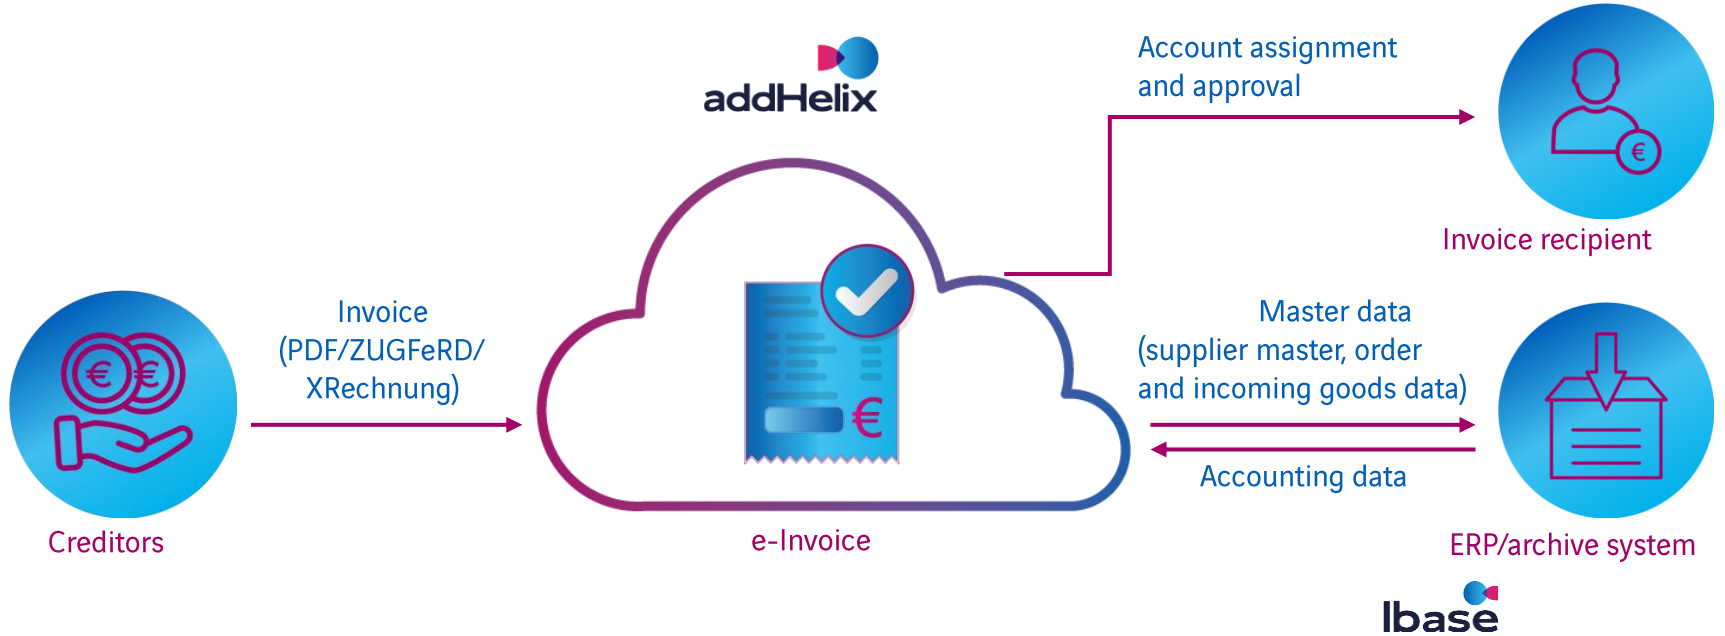 addHelix
Account assignment
and approval
€
Invoice recipient
€ €
Invoice
(PDF/ZUGFeRD/
XRechnung)
Creditors
€
e-Invoice
Master data
(supplier master, order
and incoming goods data)
Accounting data
ERP/archive system
lbase